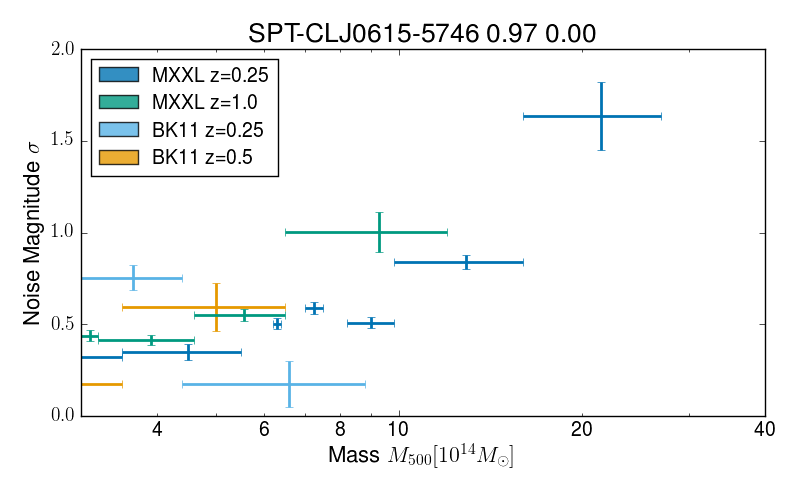 SPT-CLJ0615-5746 0.97 0.00
2.0
1.5
1.0
0.5
0.0
Noise Magnitude σ
MXXL z=0.25
MXXL z=1.0
BK11 z=0.25
BK11 z=0.5
4 6 8 10 20 40
Mass M₅₀₀[10¹⁴M☉]